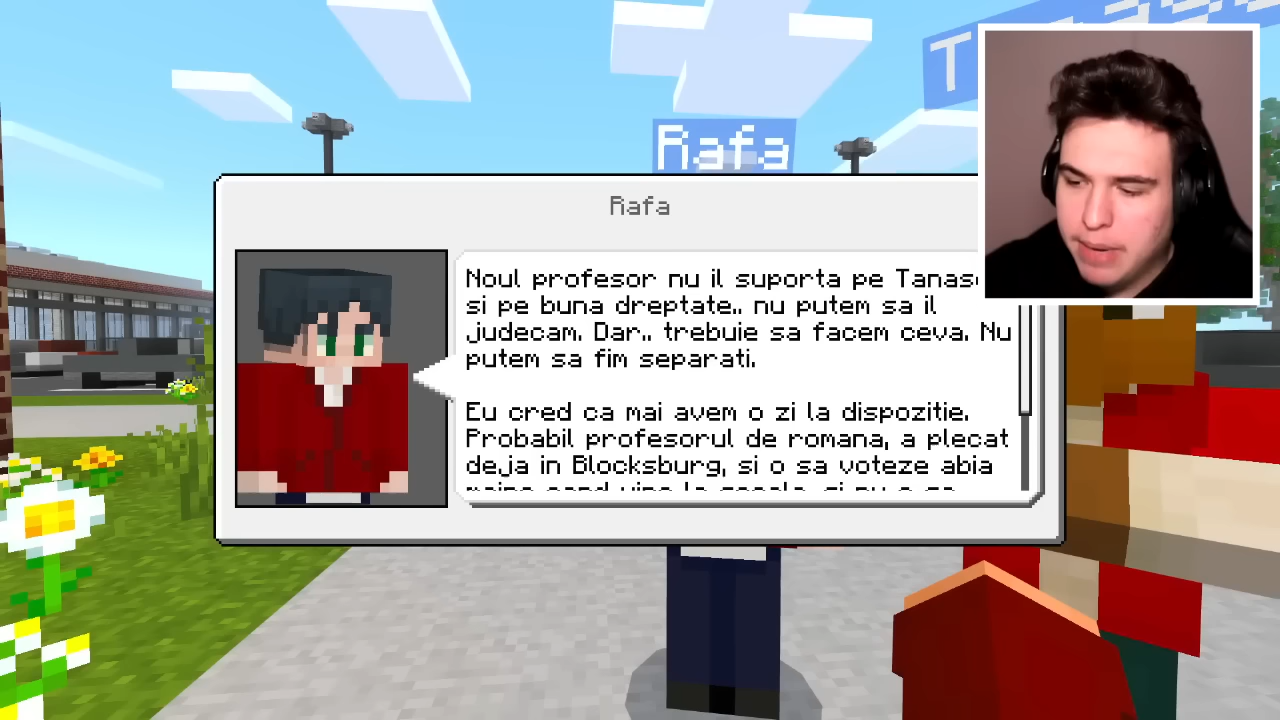 T
Rafa
Rafa
Noul profesor nu il suporta pe
si pe buna dreptate.. nu putem sa il
judecam. Dar.. trebuie sa facem ceva. Nu
putem sa fim separati.
Eu cred ca mai avem o zi la dispozitie.
Probabil profesorul de romana, a plecat
deja in Blocksburg, si o sa voteze abia